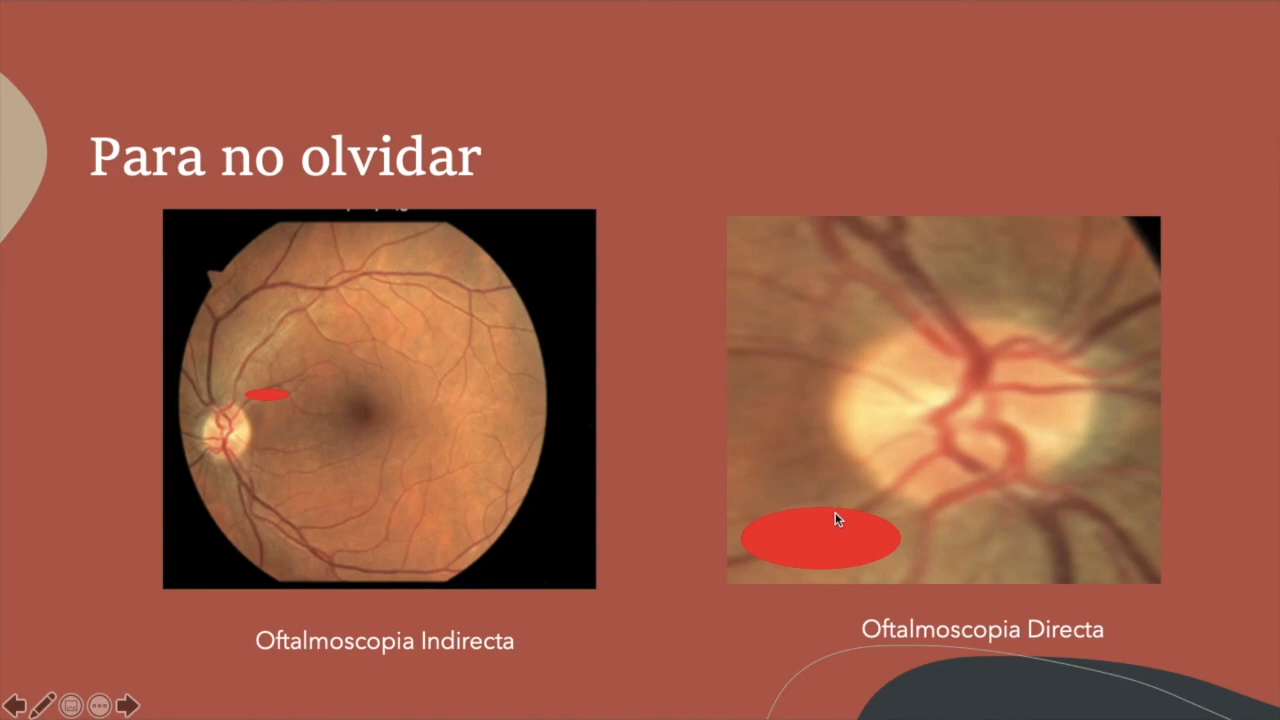 Para no olvidar
Oftalmoscopia Indirecta
Oftalmoscopia Directa